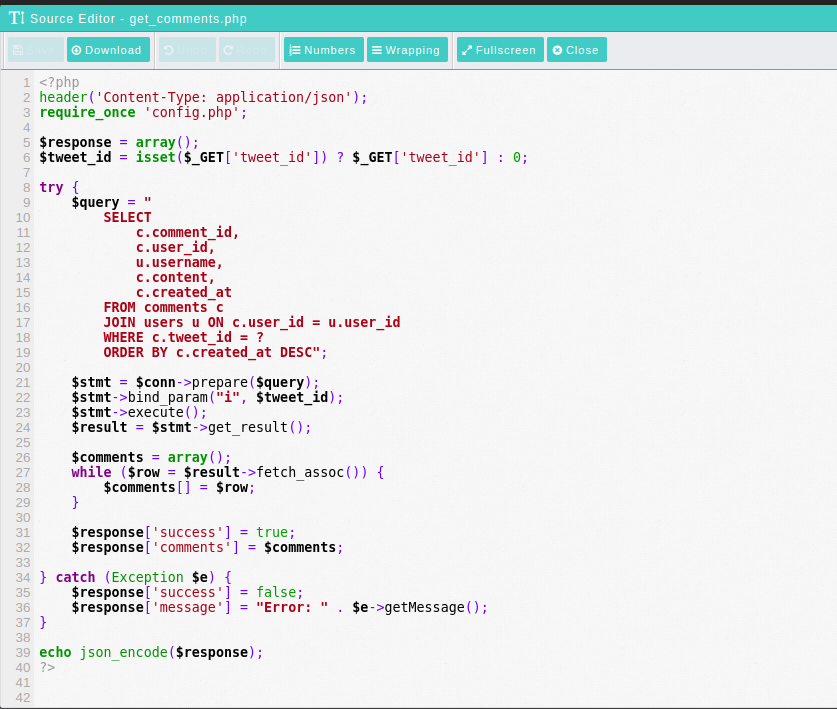 Source Editor - get_comments.php
Save Download Undo Redo Numbers Wrapping Fullscreen Close
1 <?php
2 header('Content-Type: application/json');
3 require_once 'config.php';
4
5 $response = array();
6 $tweet_id = isset($_GET['tweet_id']) ? $_GET['tweet_id'] : 0;
7
8 try {
9     $query = "
10         SELECT
11             c.comment_id,
12             c.user_id,
13             u.username,
14             c.content,
15             c.created_at
16         FROM comments c
17         JOIN users u ON c.user_id = u.user_id
18         WHERE c.tweet_id = ?
19         ORDER BY c.created_at DESC";
20
21     $stmt = $conn->prepare($query);
22     $stmt->bind_param("i", $tweet_id);
23     $stmt->execute();
24     $result = $stmt->get_result();
25
26     $comments = array();
27     while ($row = $result->fetch_assoc()) {
28         $comments[] = $row;
29     }
30
31     $response['success'] = true;
32     $response['comments'] = $comments;
33
34 } catch (Exception $e) {
35     $response['success'] = false;
36     $response['message'] = "Error: " . $e->getMessage();
37 }
38
39 echo json_encode($response);
40 ?>
41
42